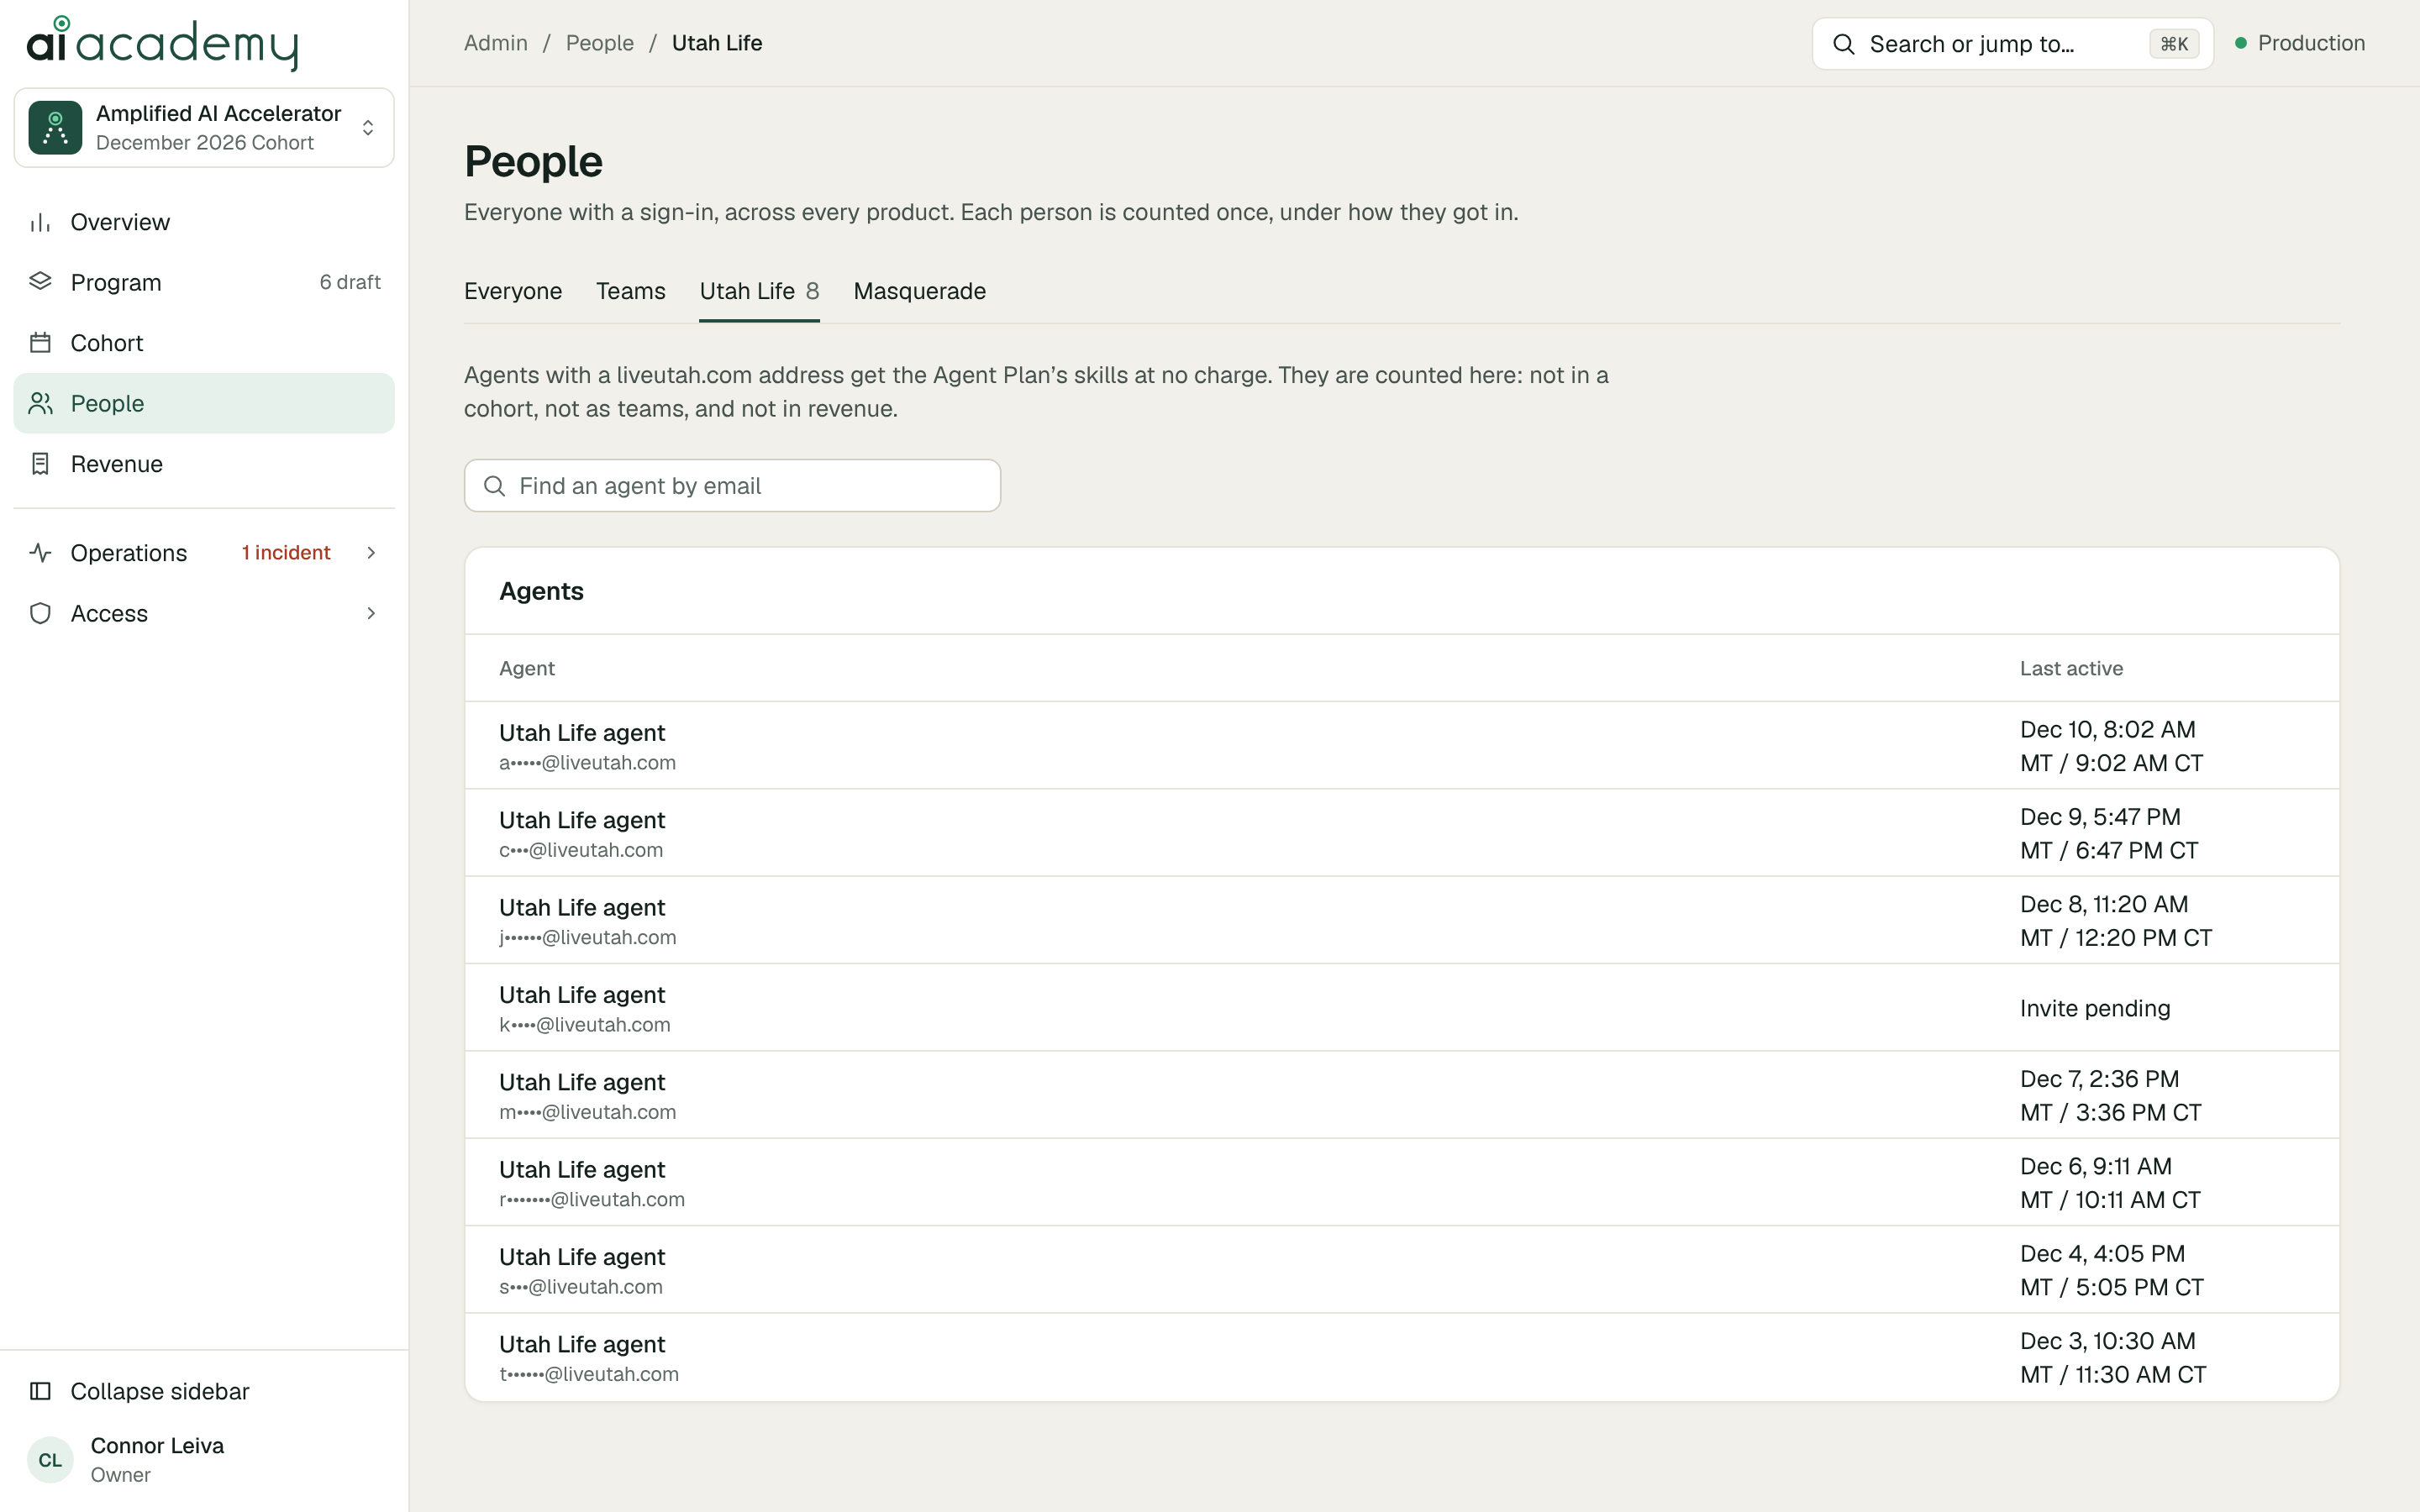 ai academy
Admin / People / Utah Life
Search or jump to… ⌘K
Production
Amplified AI Accelerator
December 2026 Cohort
Overview
Program 6 draft
Cohort
People
Revenue
Operations 1 incident
Access
Collapse sidebar
CL
Connor Leiva
Owner
People
Everyone with a sign-in, across every product. Each person is counted once, under how they got in.
Everyone Teams Utah Life 8 Masquerade
Agents with a liveutah.com address get the Agent Plan’s skills at no charge. They are counted here: not in a
cohort, not as teams, and not in revenue.
Find an agent by email
Agents
Agent Last active
Utah Life agent
a•••••@liveutah.com
Dec 10, 8:02 AM
MT / 9:02 AM CT
Utah Life agent
c•••@liveutah.com
Dec 9, 5:47 PM
MT / 6:47 PM CT
Utah Life agent
j••••••@liveutah.com
Dec 8, 11:20 AM
MT / 12:20 PM CT
Utah Life agent
k••••@liveutah.com
Invite pending
Utah Life agent
m••••@liveutah.com
Dec 7, 2:36 PM
MT / 3:36 PM CT
Utah Life agent
r•••••••@liveutah.com
Dec 6, 9:11 AM
MT / 10:11 AM CT
Utah Life agent
s•••@liveutah.com
Dec 4, 4:05 PM
MT / 5:05 PM CT
Utah Life agent
t••••••@liveutah.com
Dec 3, 10:30 AM
MT / 11:30 AM CT